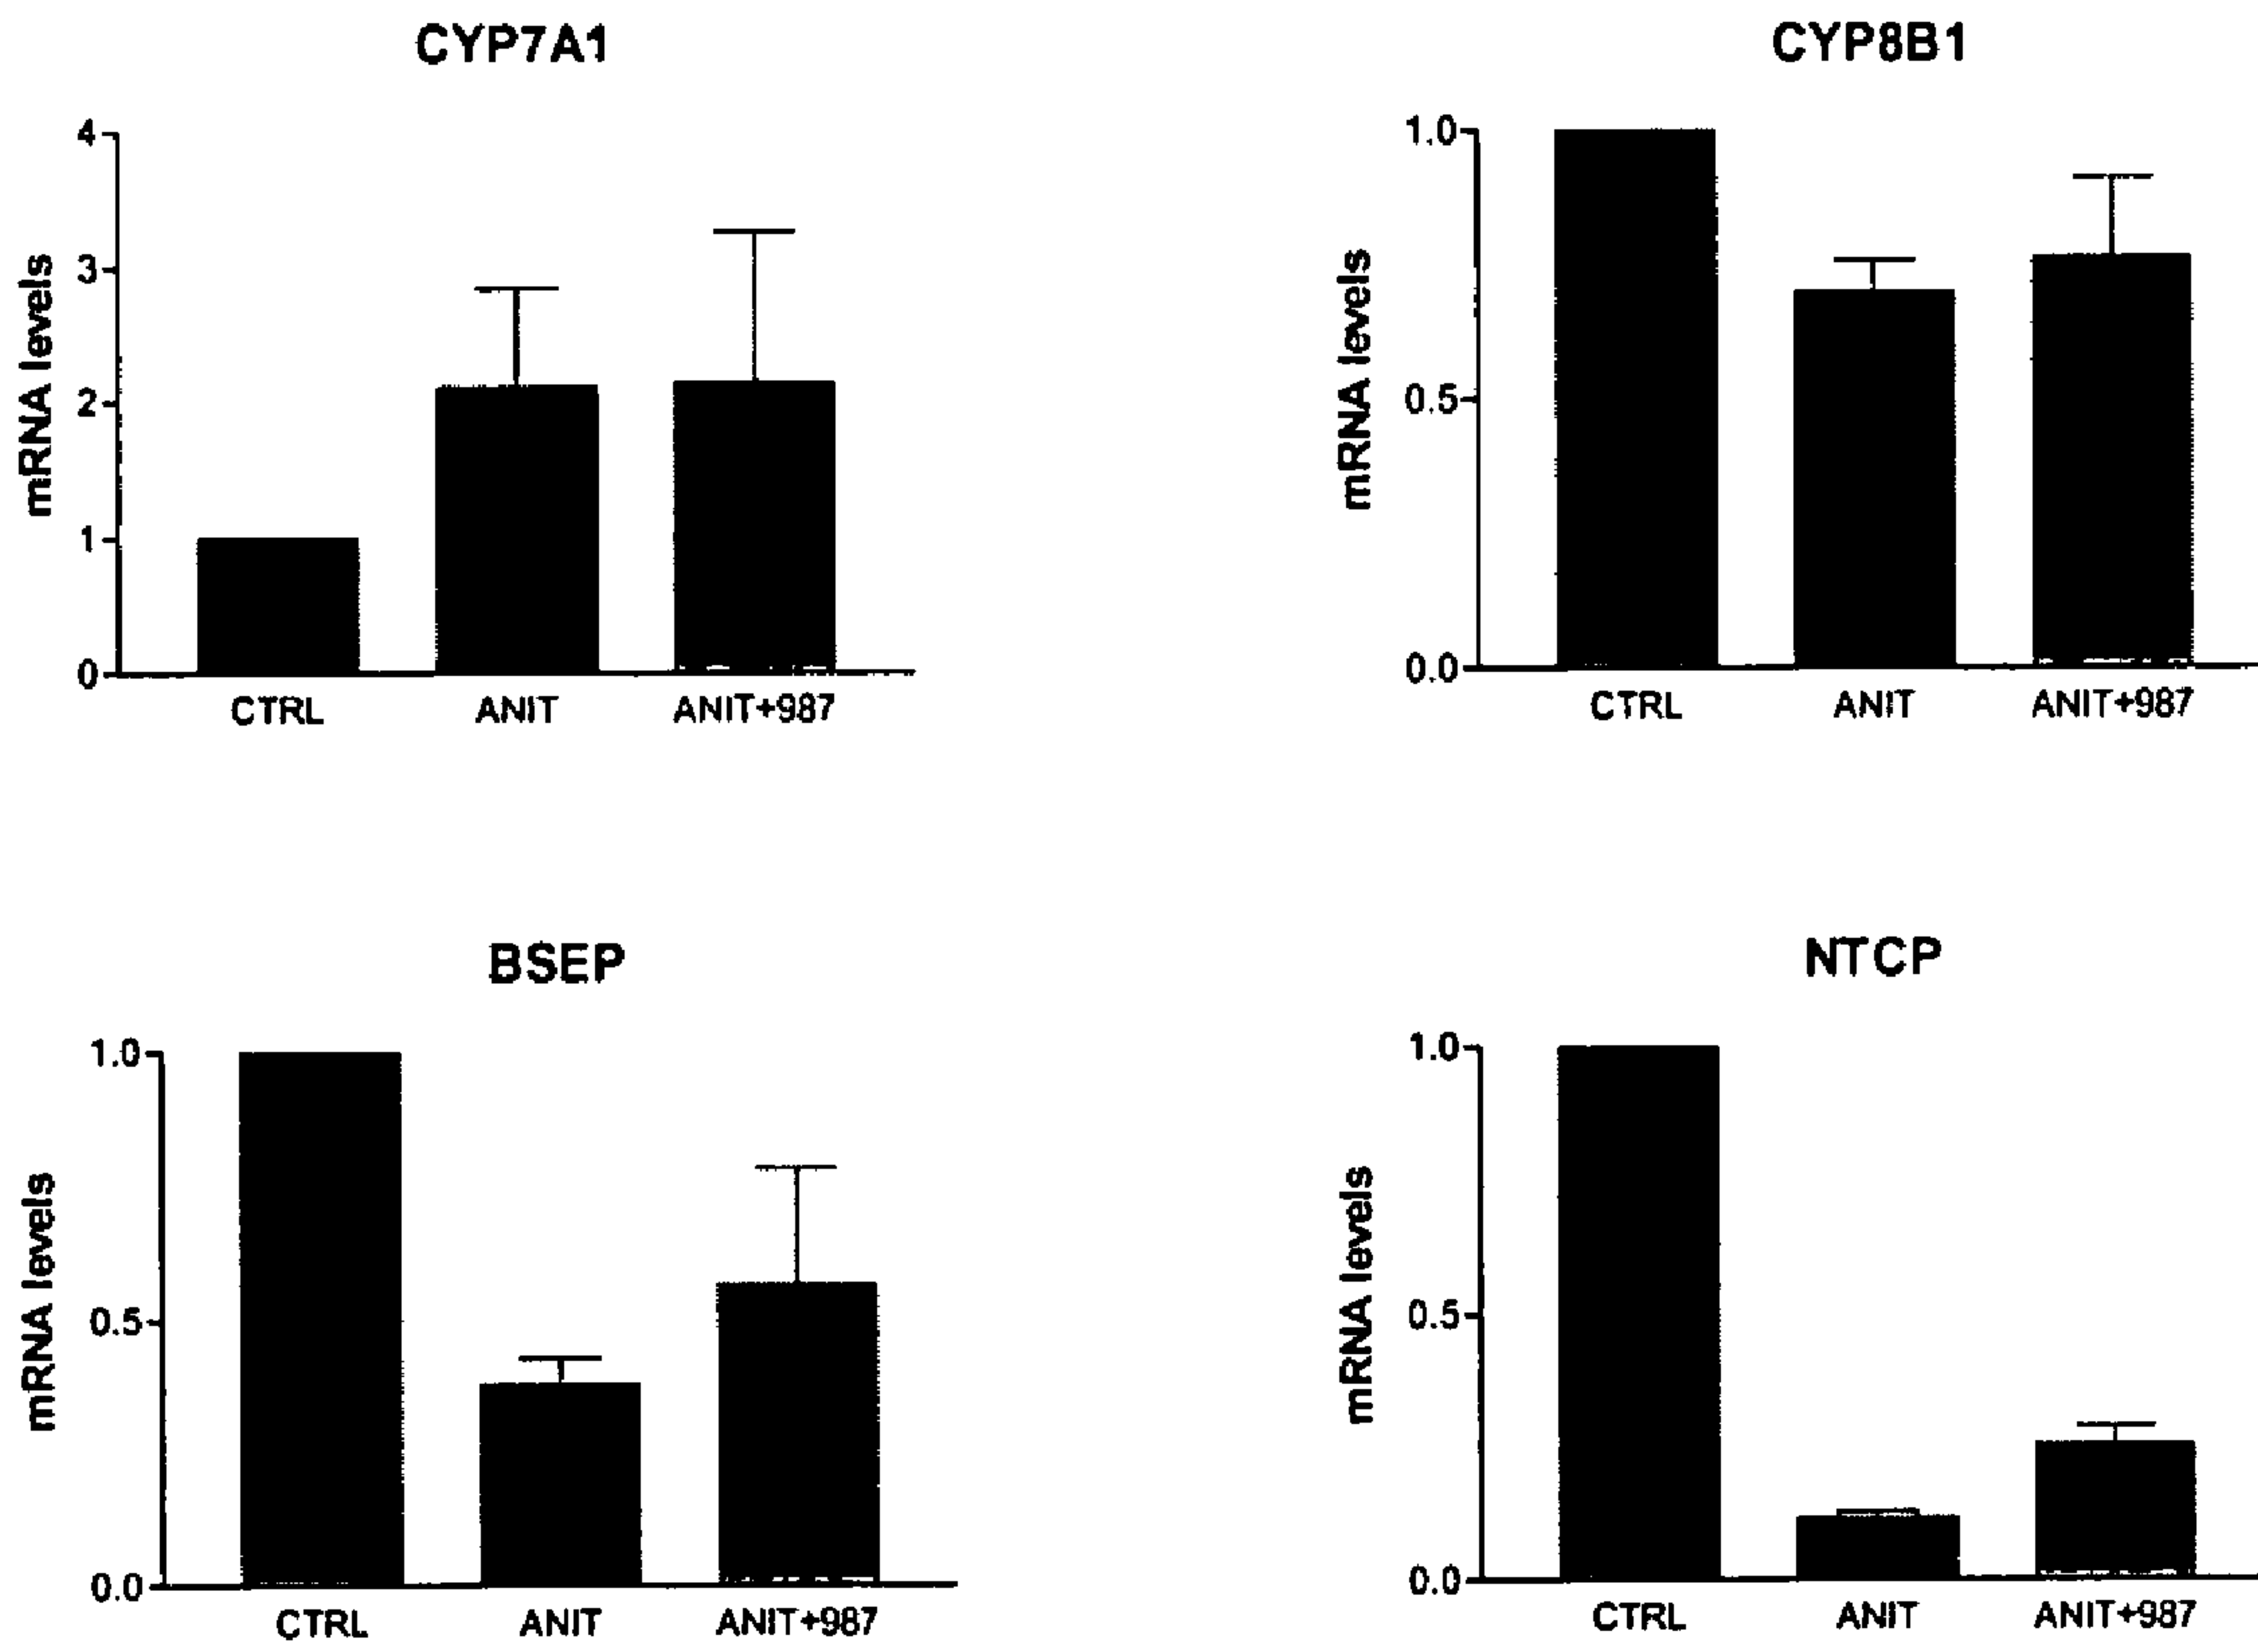 CYP7A1
mRNA levels
4
3
2
1
0
CTRL ANIT ANIT+987
CYP8B1
mRNA levels
1.0
0.5
0.0
CTRL ANIT ANIT+987
BSEP
mRNA levels
1.0
0.5
0.0
CTRL ANIT ANIT+987
NTCP
mRNA levels
1.0
0.5
0.0
CTRL ANIT ANIT+987